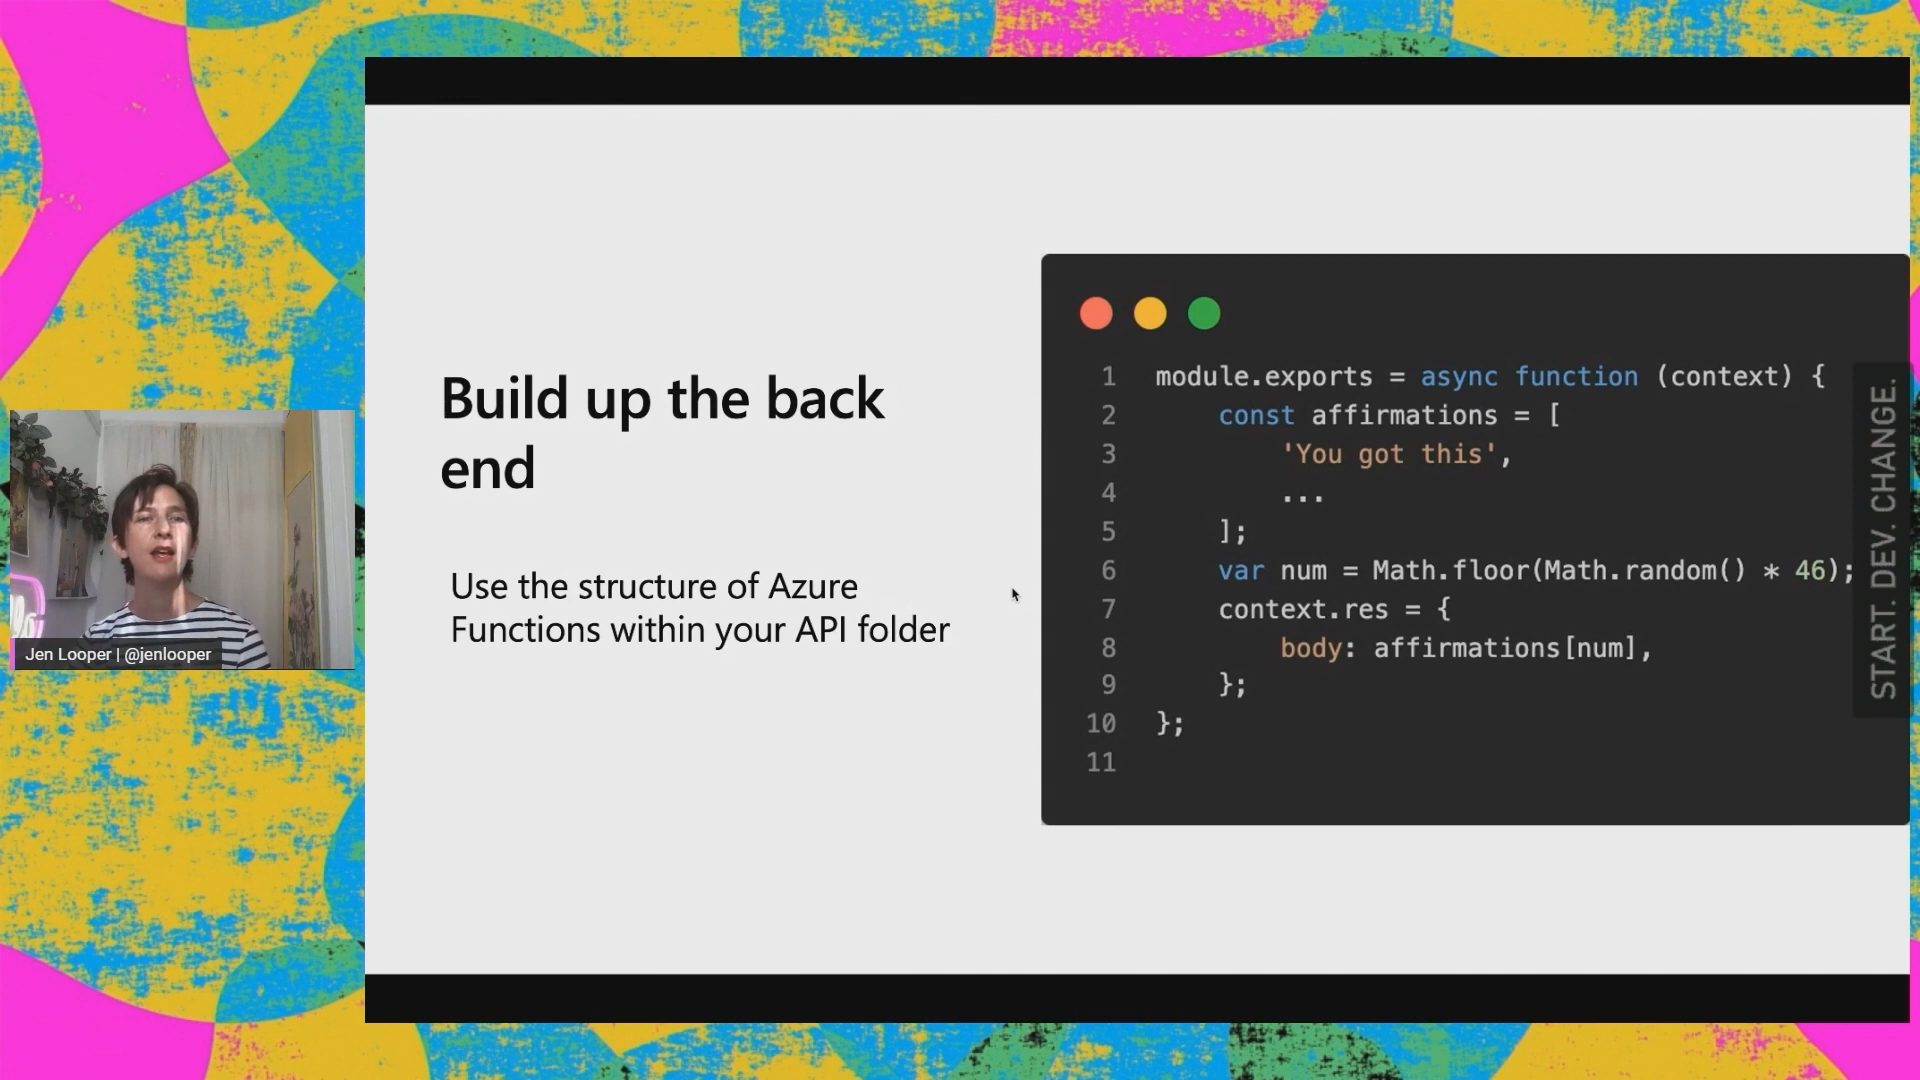 Build up the back
end
Use the structure of Azure
Functions within your API folder
1 module.exports = async function (context) {
2 const affirmations = [
3 'You got this',
4 ...
5 ];
6 var num = Math.floor(Math.random() * 46);
7 context.res = {
8 body: affirmations[num],
9 };
10 };
11
START. DEV. CHANGE.
Jen Looper | @jenlooper